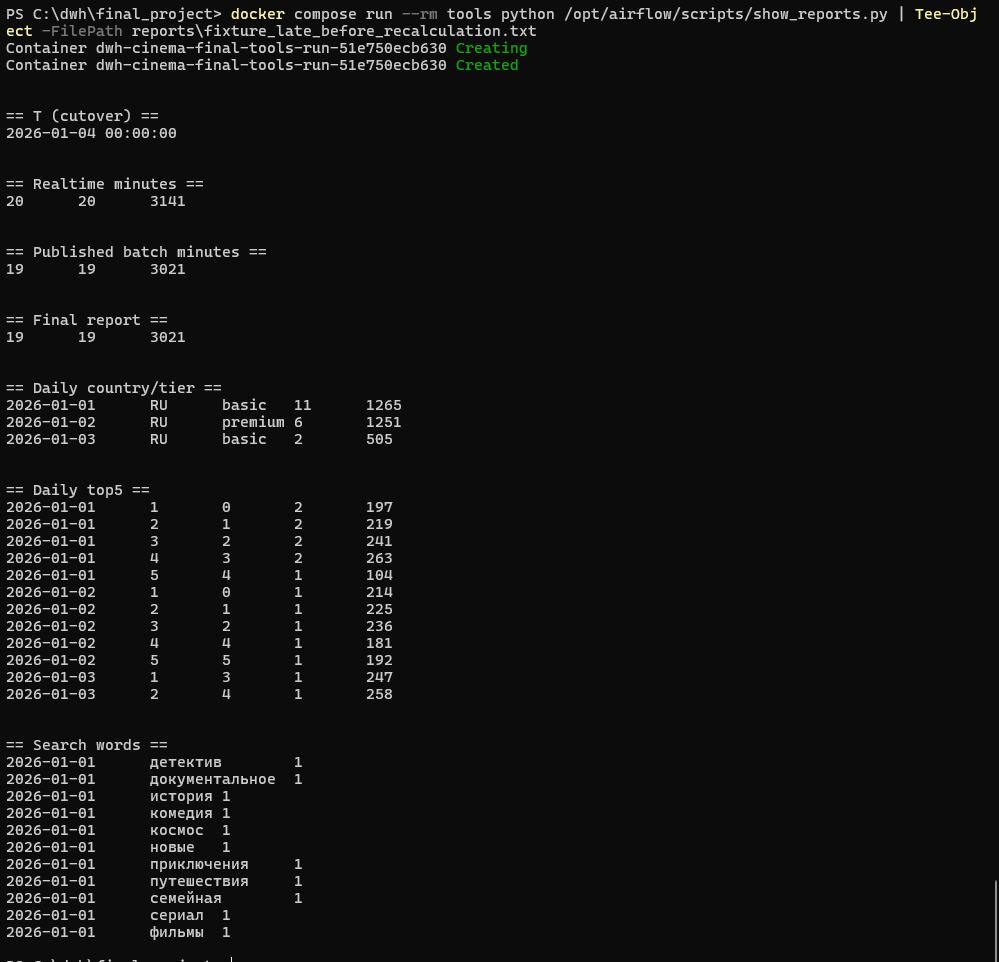 PS C:\dwh\final_project> docker compose run --rm tools python /opt/airflow/scripts/show_reports.py | Tee-Obj
ect -FilePath reports\fixture_late_before_recalculation.txt
Container dwh-cinema-final-tools-run-51e750ecb630 Creating
Container dwh-cinema-final-tools-run-51e750ecb630 Created
== T (cutover) ==
2026-01-04 00:00:00
== Realtime minutes ==
20 20 3141
== Published batch minutes ==
19 19 3021
== Final report ==
19 19 3021
== Daily country/tier ==
2026-01-01 RU basic 11 1265
2026-01-02 RU premium 6 1251
2026-01-03 RU basic 2 505
== Daily top5 ==
2026-01-01 1 0 2 197
2026-01-01 2 1 2 219
2026-01-01 3 2 2 241
2026-01-01 4 3 2 263
2026-01-01 5 4 1 104
2026-01-02 1 0 1 214
2026-01-02 2 1 1 225
2026-01-02 3 2 1 236
2026-01-02 4 4 1 181
2026-01-02 5 5 1 192
2026-01-03 1 3 1 247
2026-01-03 2 4 1 258
== Search words ==
2026-01-01 детектив 1
2026-01-01 документальное 1
2026-01-01 история 1
2026-01-01 комедия 1
2026-01-01 космос 1
2026-01-01 новые 1
2026-01-01 приключения 1
2026-01-01 путешествия 1
2026-01-01 семейная 1
2026-01-01 сериал 1
2026-01-01 фильмы 1